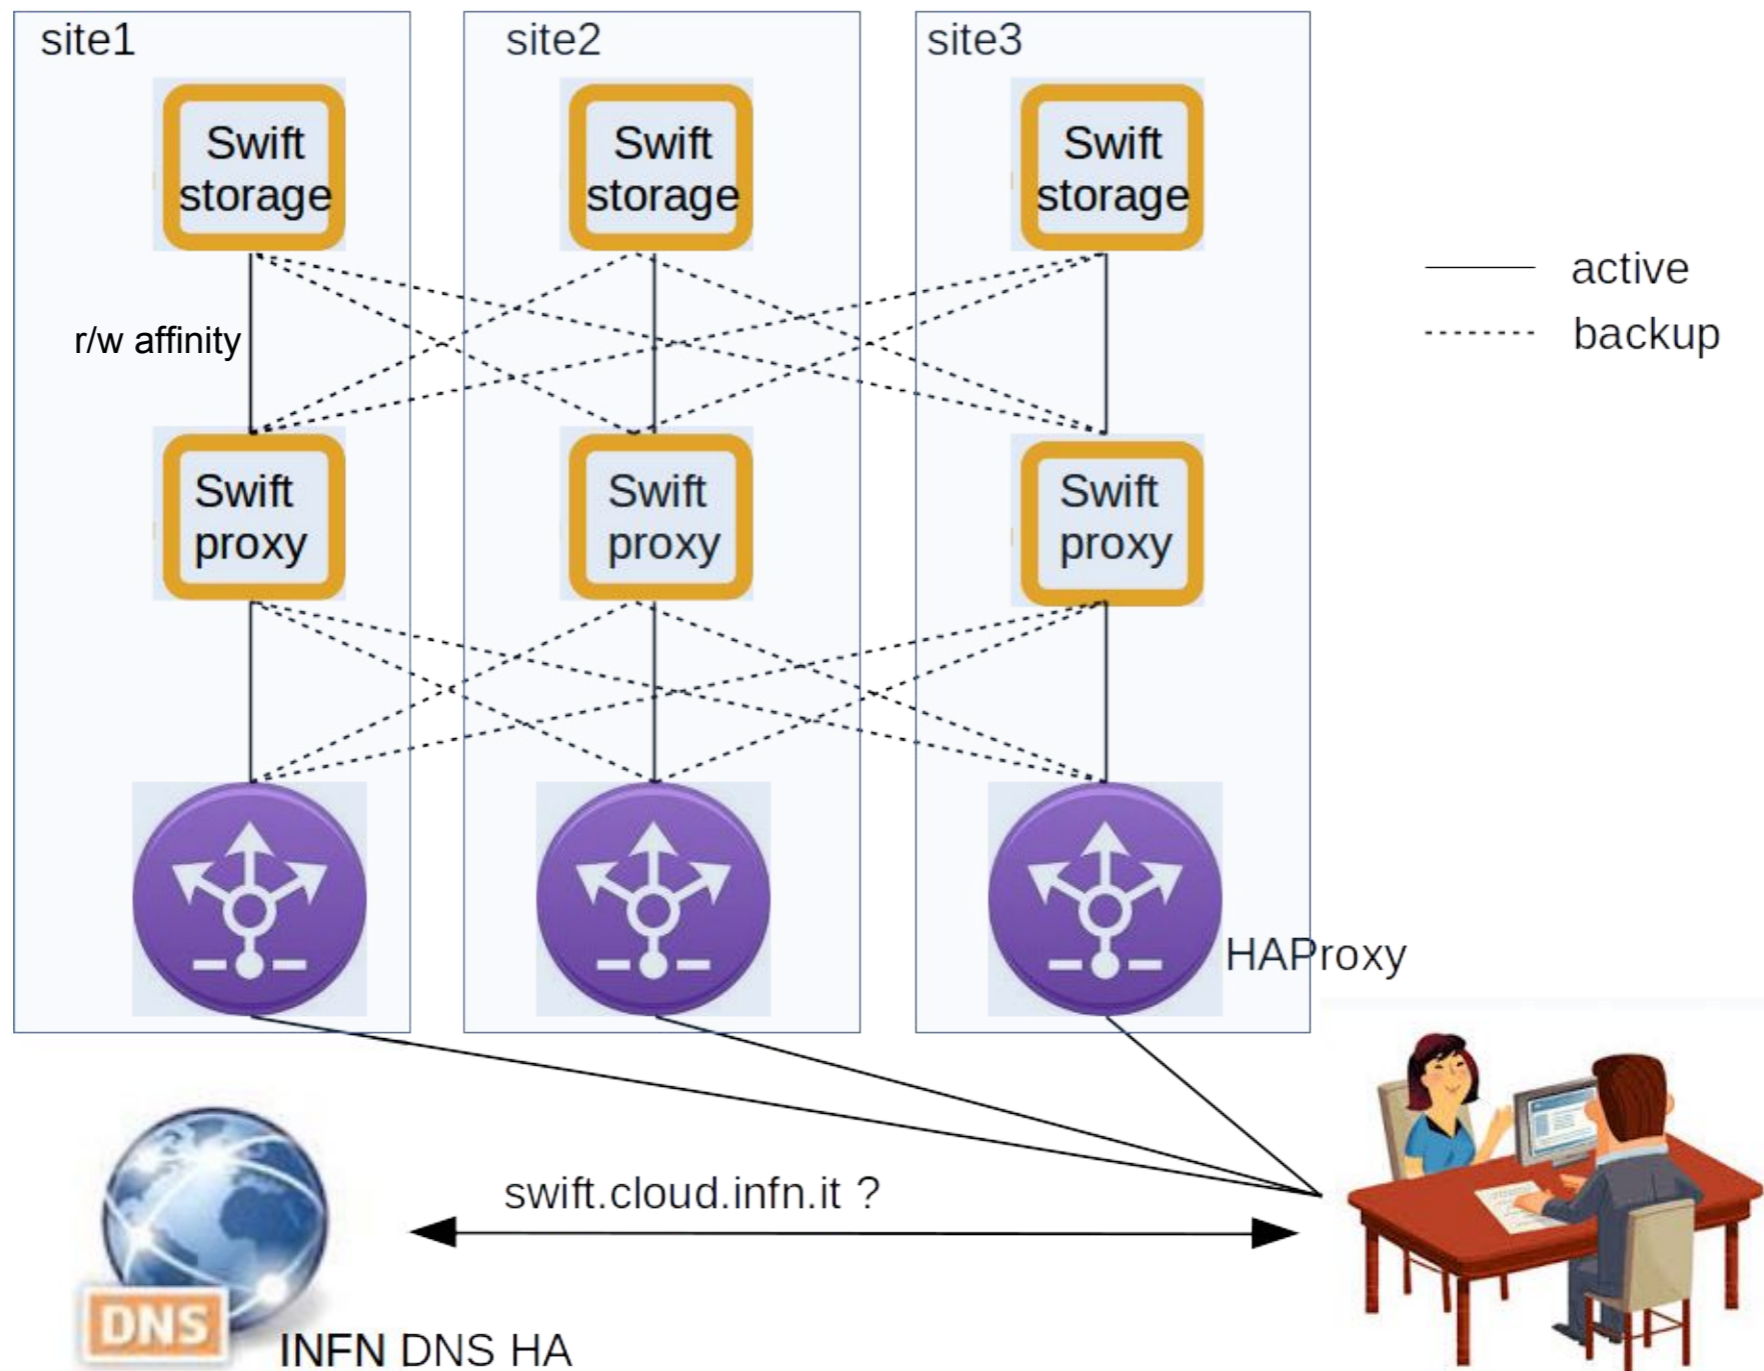 site1
site2
site3
Swift
storage
Swift
storage
Swift
storage
active
backup
r/w affinity
Swift
proxy
Swift
proxy
Swift
proxy
HAProxy
swift.cloud.infn.it ?
DNS
INFN DNS HA